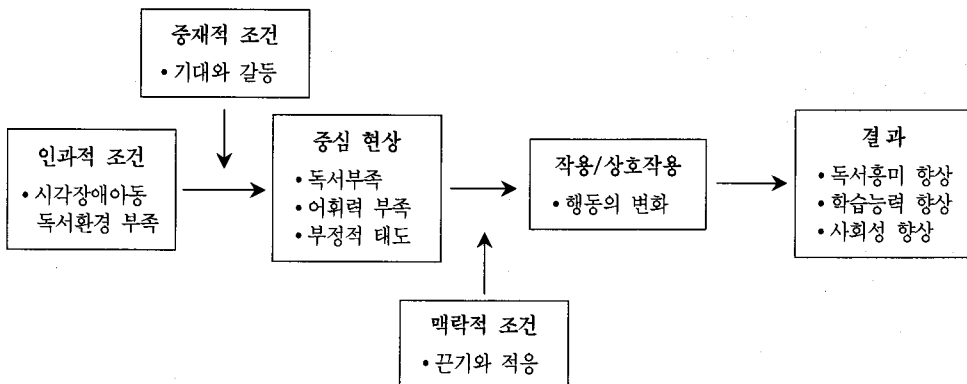 중재적 조건
• 기대와 갈등
인과적 조건
• 시각장애아동
독서환경 부족
중심 현상
• 독서부족
• 어휘력 부족
• 부정적 태도
작용/상호작용
• 행동의 변화
결과
• 독서흥미 향상
• 학습능력 향상
• 사회성 향상
맥락적 조건
• 끈기와 적응